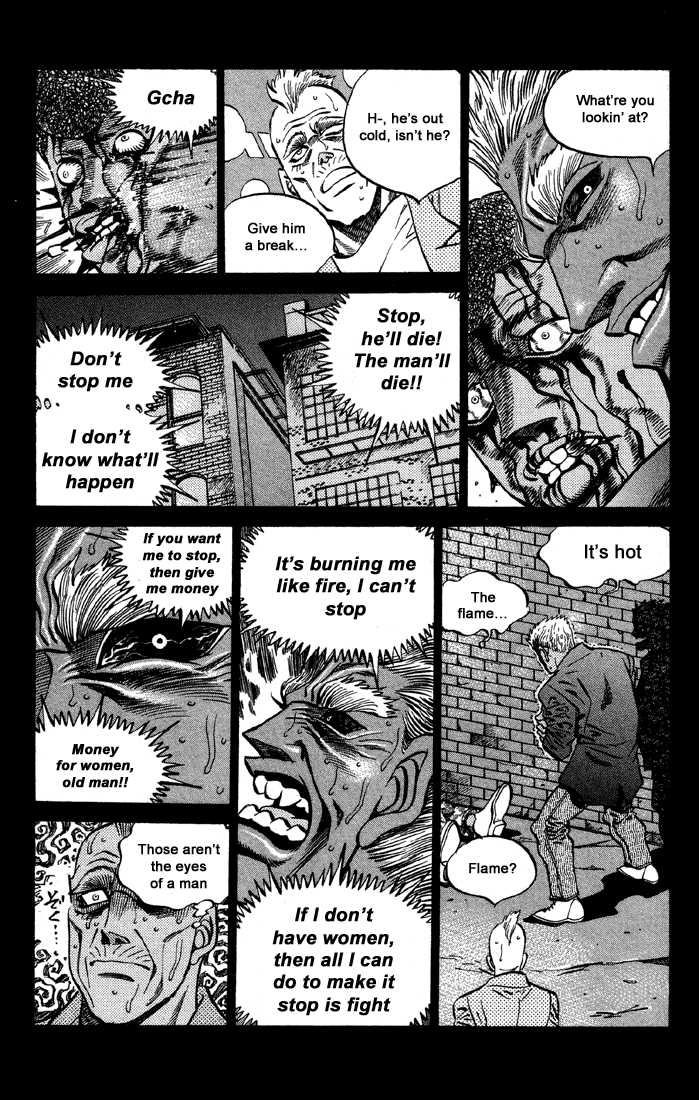 What're you
lookin' at?
H-, he's out
cold, isn't he?
Give him
a break...
Gcha
Stop,
he'll die!
The man'll
die!!
Don't
stop me
I don't
know what'll
happen
It's hot
The
flame...
Flame?
It's burning me
like fire, I can't
stop
If I don't
have women,
then all I can
do to make it
stop is fight
If you want
me to stop,
then give
me money
Money
for women,
old man!!
Those aren't
the eyes
of a man
ぞく…